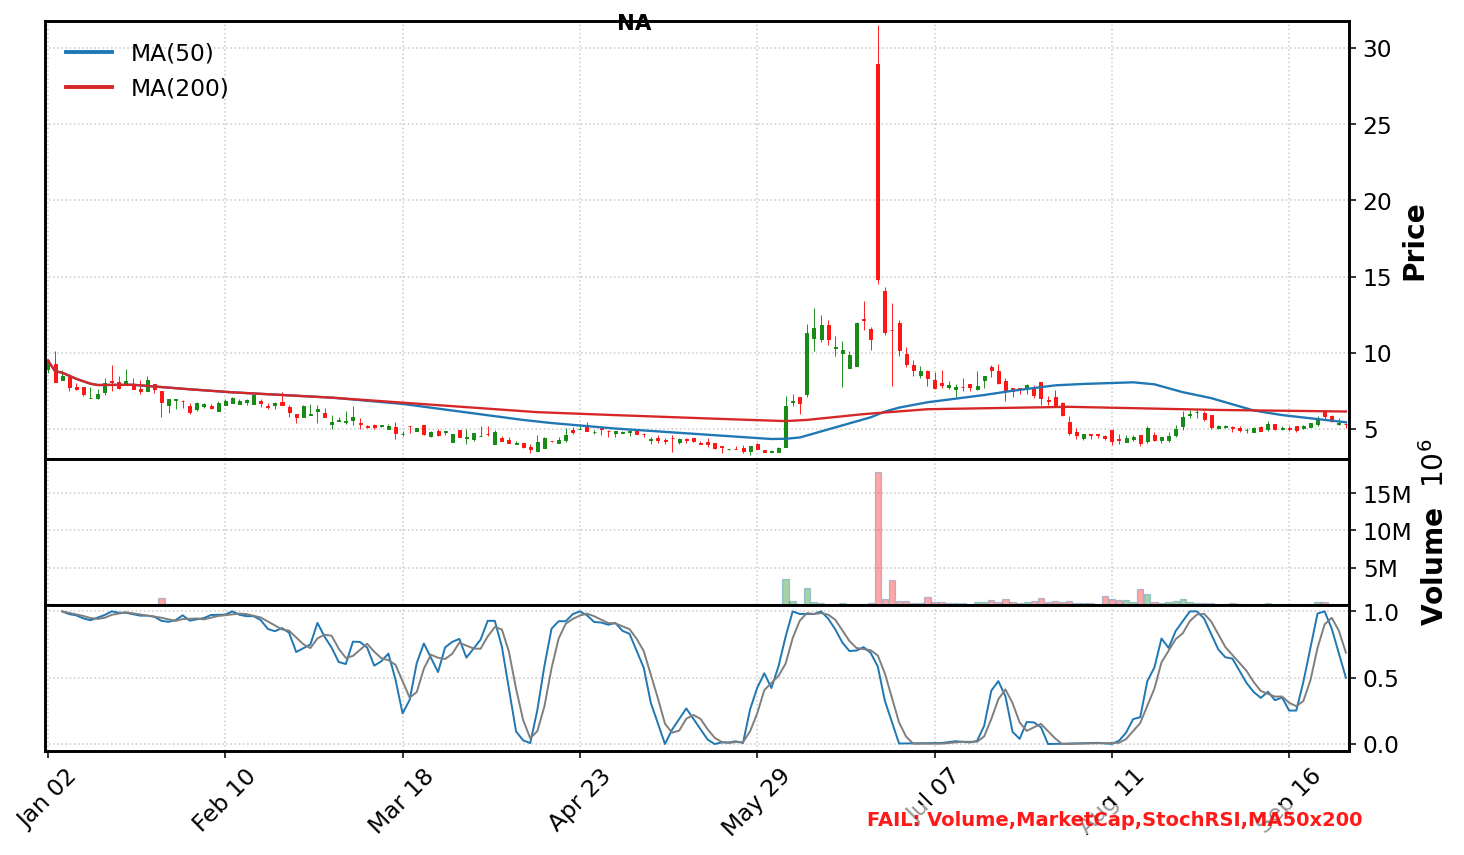 NA
MA(50)
MA(200)
30
25
20
15
10
5
Price
15M
10M
5M
Volume 10^6
1.0
0.5
0.0
Jan 02
Feb 10
Mar 18
Apr 23
May 29
Jul 07
Aug 11
Sep 16
FAIL: Volume,MarketCap,StochRSI,MA50x200